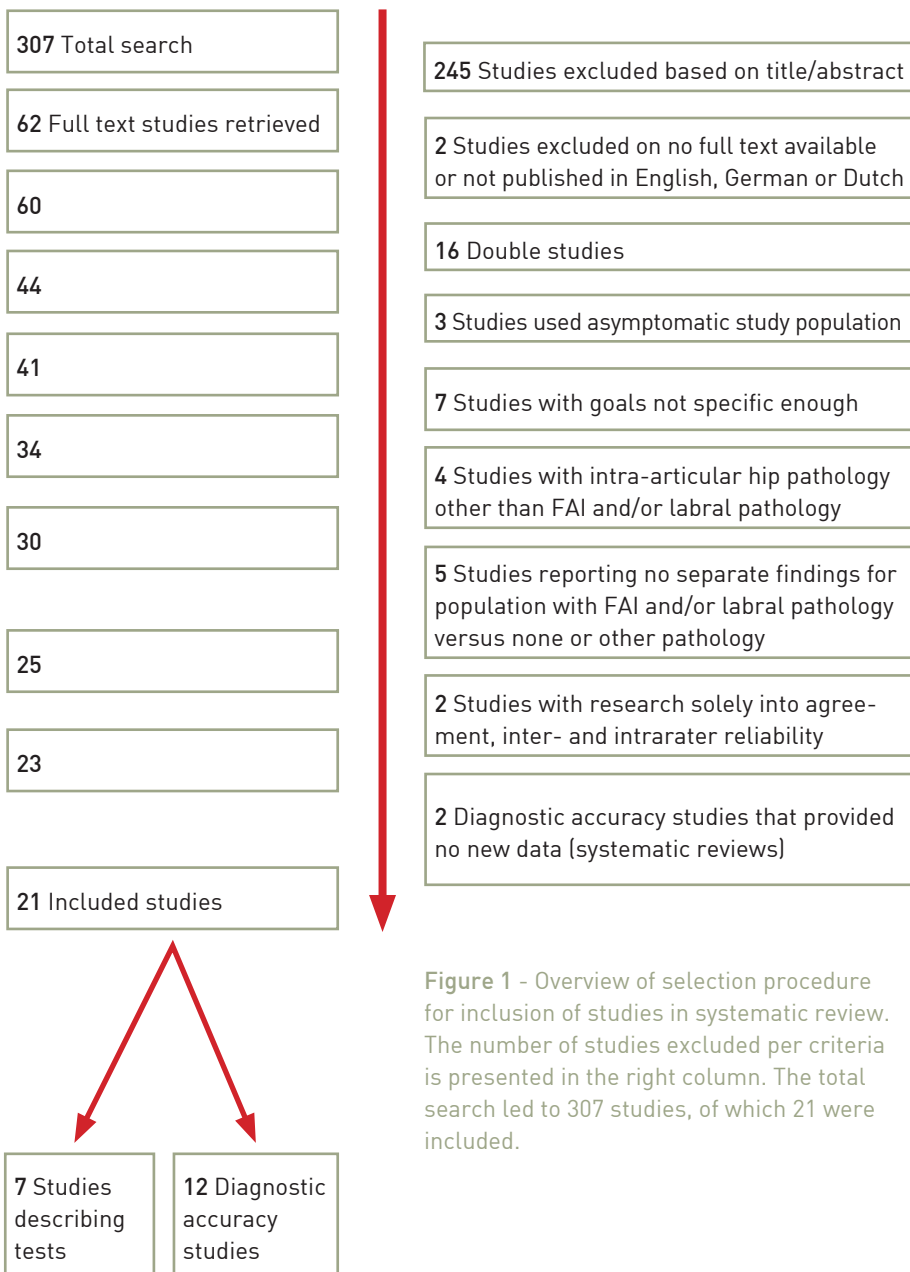 307 Total search
62 Full text studies retrieved
60
44
41
34
30
25
23
21 Included studies
7 Studies
describing
tests
12 Diagnostic
accuracy
studies
245 Studies excluded based on title/abstract
2 Studies excluded on no full text available
or not published in English, German or Dutch
16 Double studies
3 Studies used asymptomatic study population
7 Studies with goals not specific enough
4 Studies with intra-articular hip pathology
other than FAI and/or labral pathology
5 Studies reporting no separate findings for
population with FAI and/or labral pathology
versus none or other pathology
2 Studies with research solely into agree-
ment, inter- and intrarater reliability
2 Diagnostic accuracy studies that provided
no new data (systematic reviews)
Figure 1 - Overview of selection procedure
for inclusion of studies in systematic review.
The number of studies excluded per criteria
is presented in the right column. The total
search led to 307 studies, of which 21 were
included.